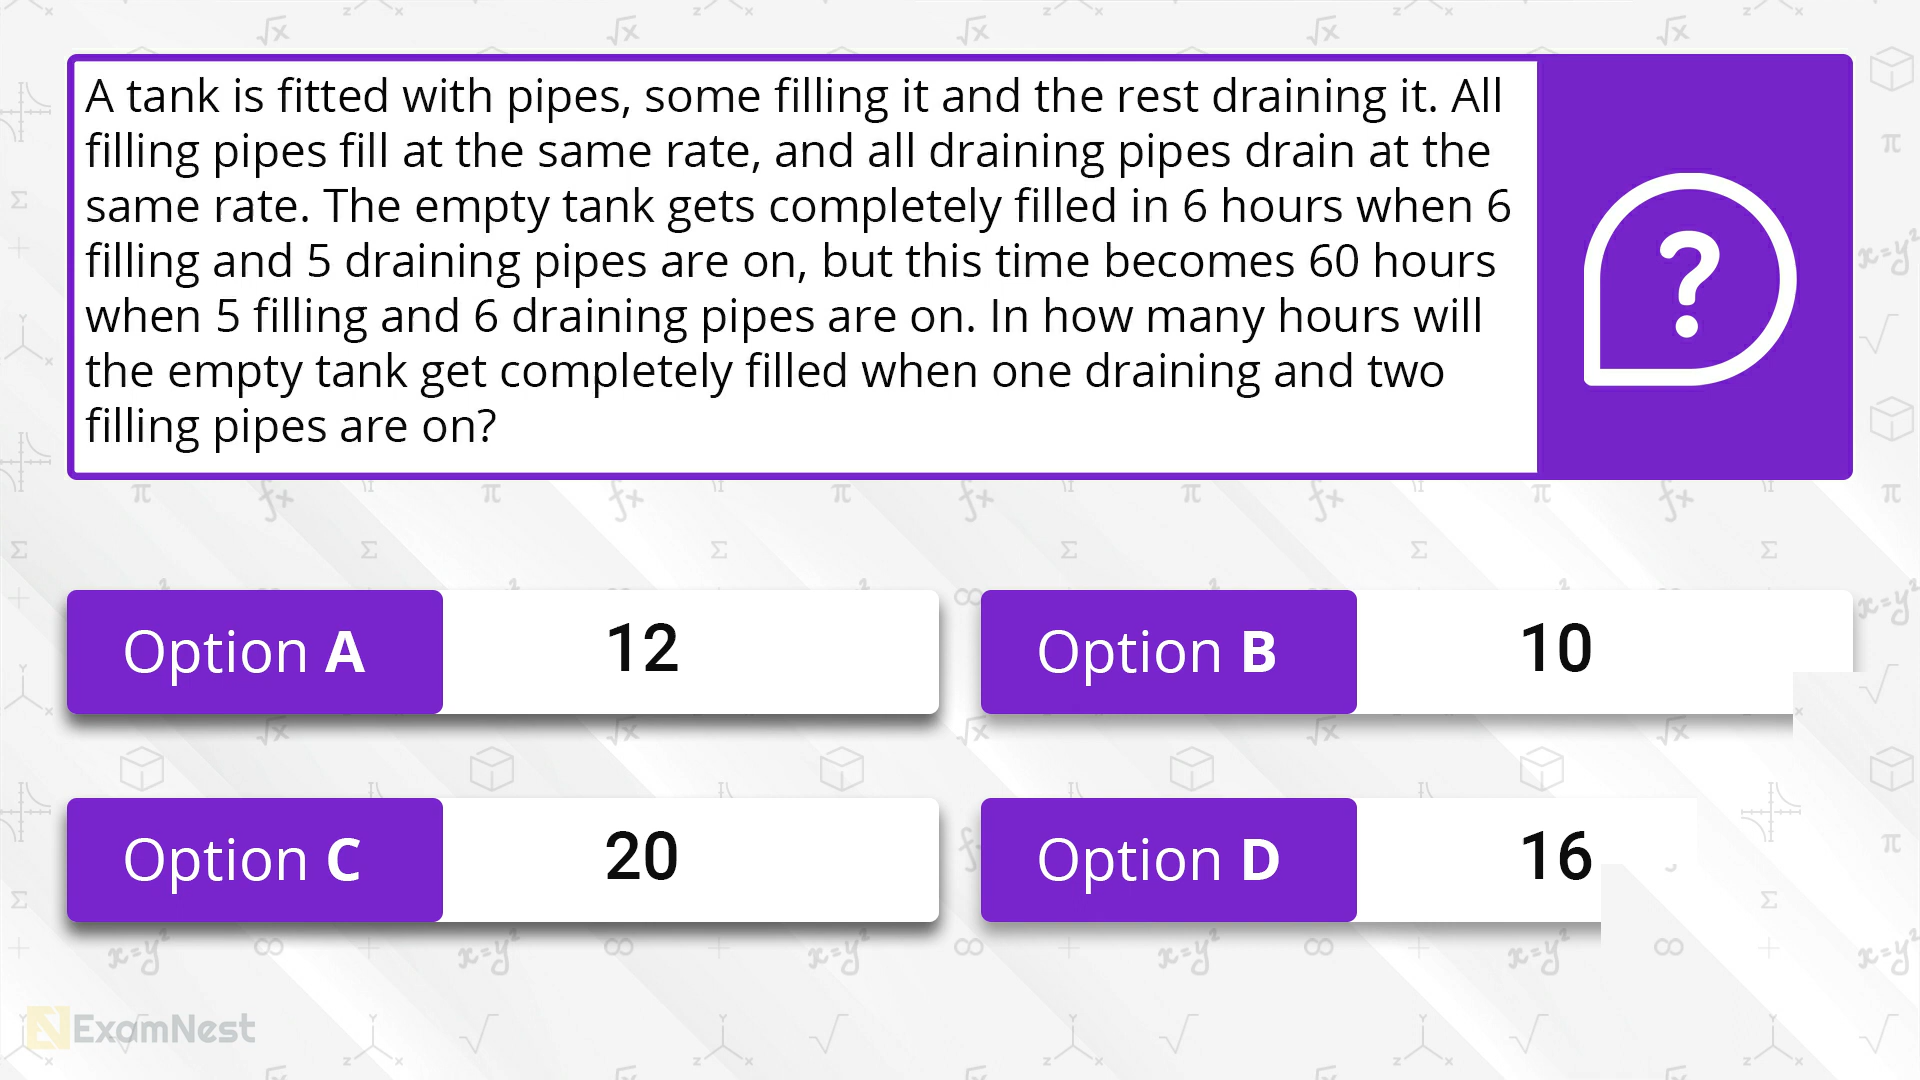 A tank is fitted with pipes, some filling it and the rest draining it. All
filling pipes fill at the same rate, and all draining pipes drain at the
same rate. The empty tank gets completely filled in 6 hours when 6
filling and 5 draining pipes are on, but this time becomes 60 hours
when 5 filling and 6 draining pipes are on. In how many hours will
the empty tank get completely filled when one draining and two
filling pipes are on?
?
Option A 12
Option B 10
Option C 20
Option D 16
ExamNest